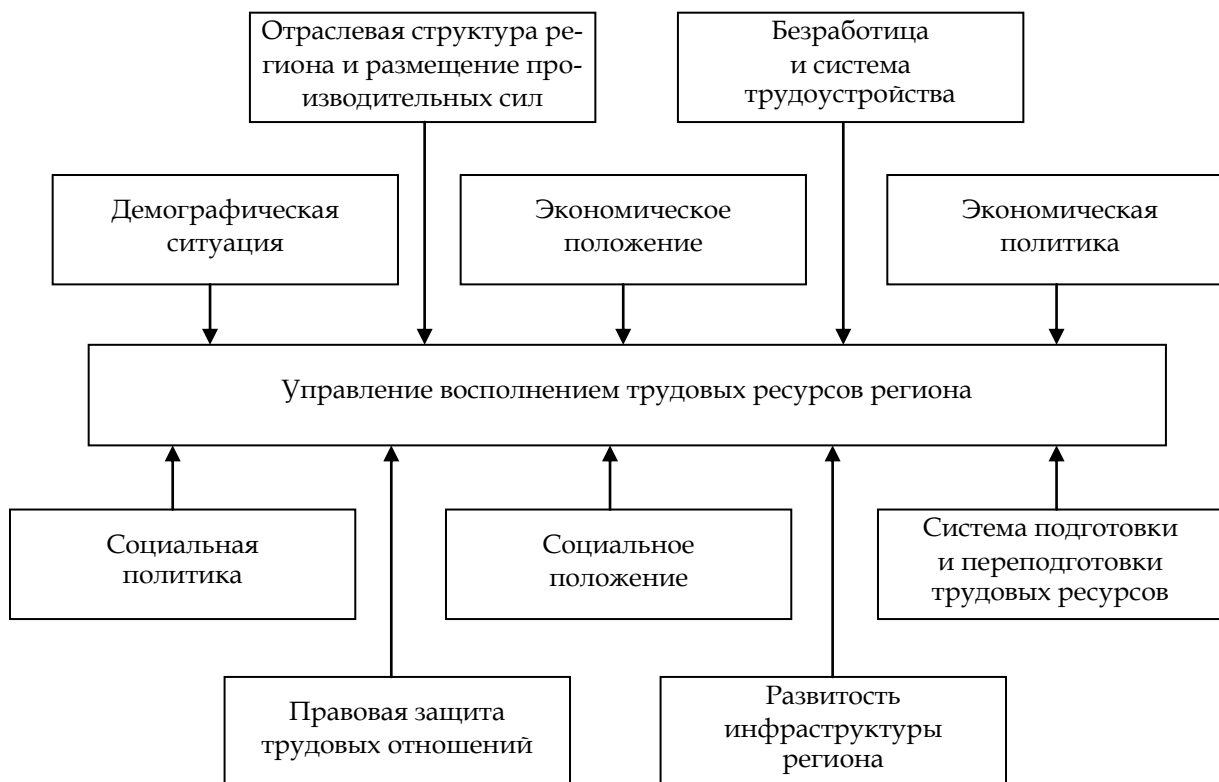 Отраслевая структура ре-
гиона и размещение про-
изводительных сил
Безработица
и система
трудоустройства
Демографическая
ситуация
Экономическое
положение
Экономическая
политика
Управление восполнением трудовых ресурсов региона
Социальная
политика
Социальное
положение
Система подготовки
и переподготовки
трудовых ресурсов
Правовая защита
трудовых отношений
Развитость
инфраструктуры
региона